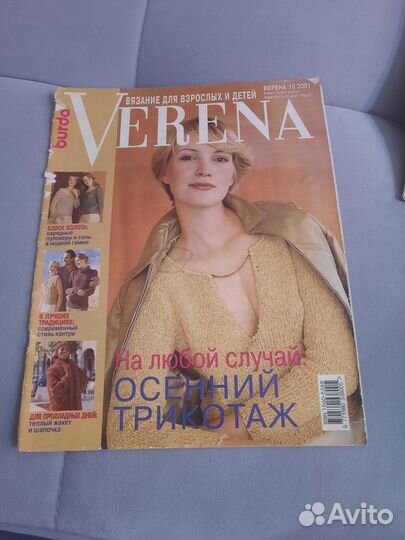 ВЯЗАНИЕ ДЛЯ ВЗРОСЛЫХ И ДЕТЕЙ
ВЕРЕНА 10/2001
burda
VERENA
БЛЕСК ЗОЛОТА:
нарядные
пуловеры и топы
в модной гамме
В ЛУЧШИХ
ТРАДИЦИЯХ:
современный
стиль кантри
ДЛЯ ПРОХЛАДНЫХ ДНЕЙ:
теплый жакет
и шапочка
На любой случай:
ОСЕННИЙ
ТРИКОТАЖ
Avito